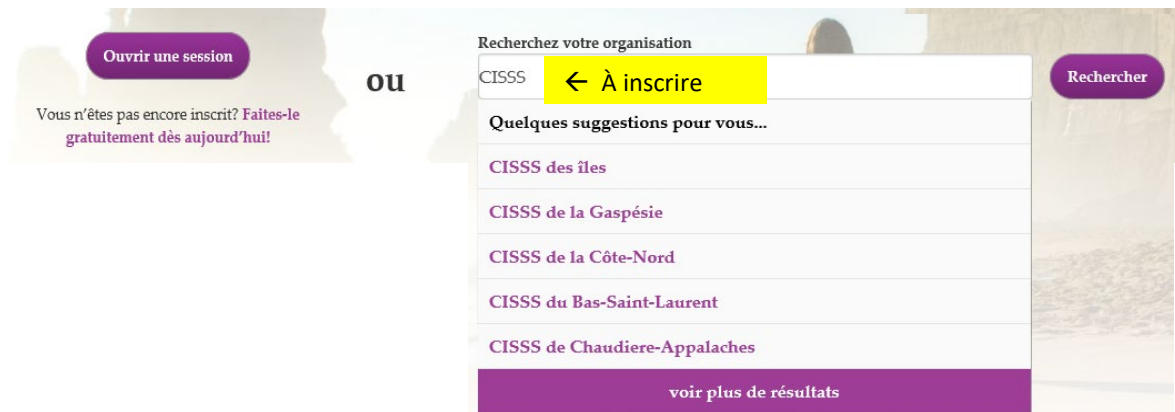 Ouvrir une session
Vous n'êtes pas encore inscrit? Faites-le
gratuitement dès aujourd'hui!
ou
Recherchez votre organisation
CISSS ← À inscrire
Rechercher
Quelques suggestions pour vous...
CISSS des îles
CISSS de la Gaspésie
CISSS de la Côte-Nord
CISSS du Bas-Saint-Laurent
CISSS de Chaudiere-Appalaches
voir plus de résultats